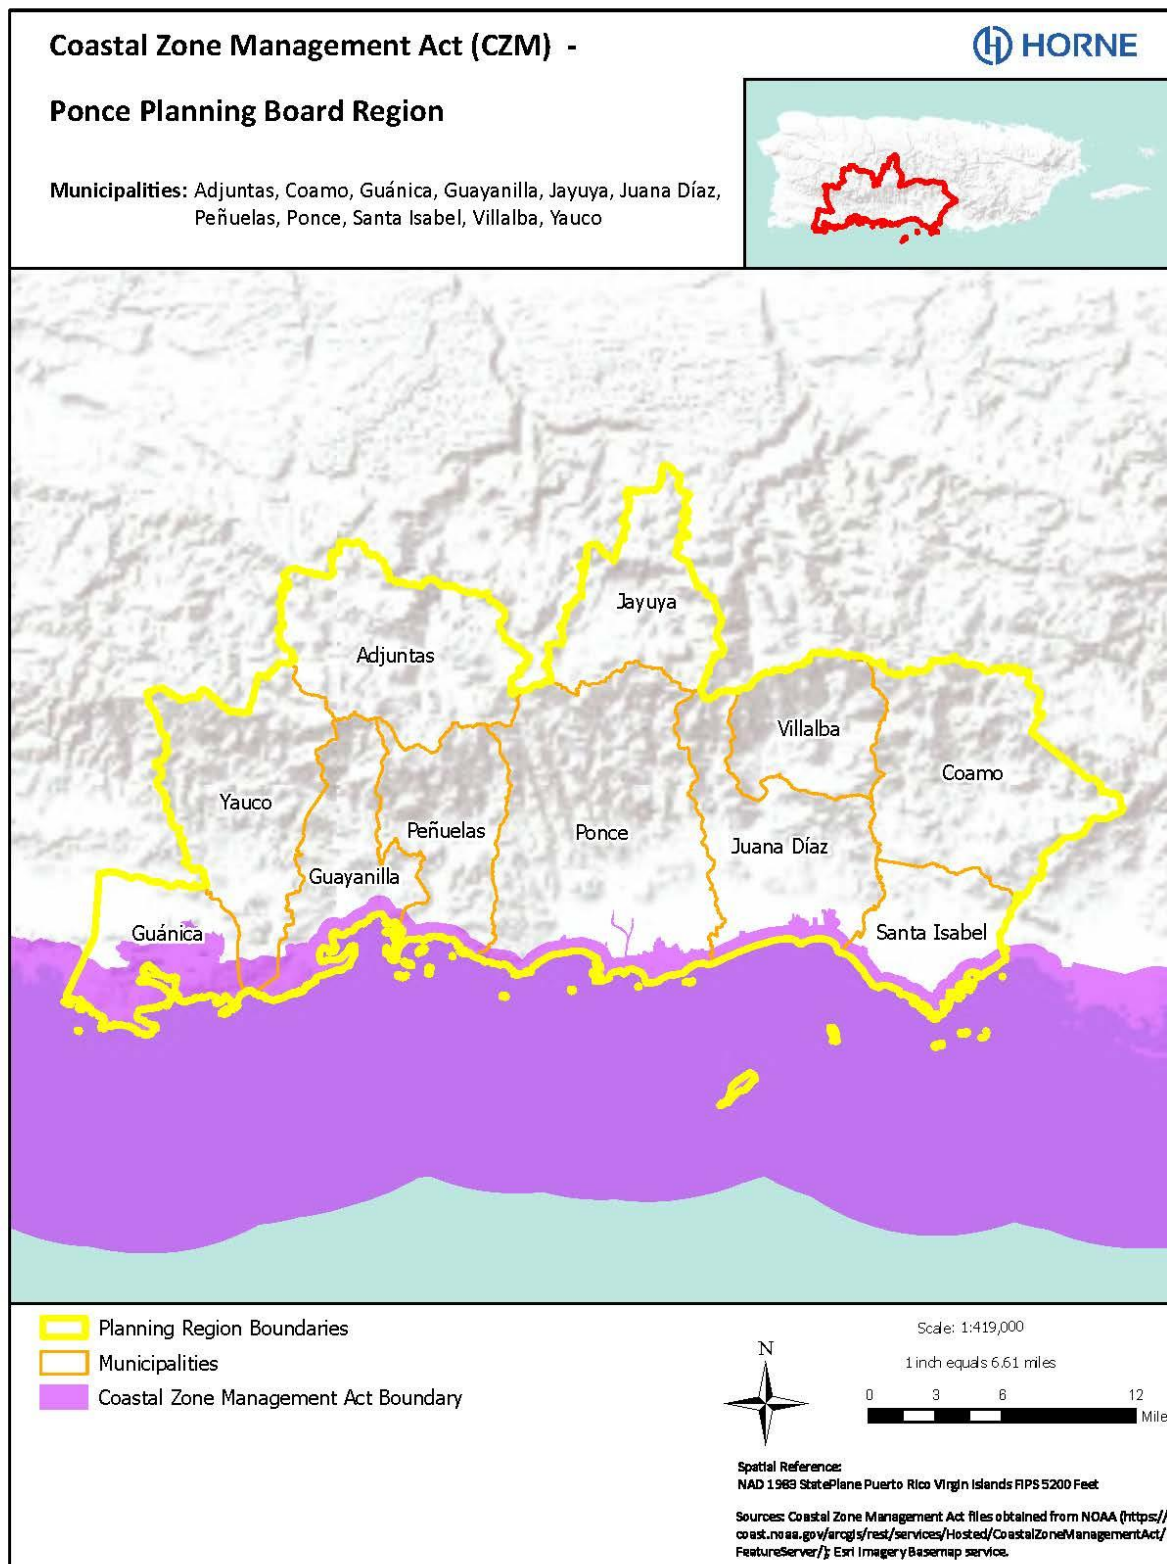 Coastal Zone Management Act (CZM) -
HORNE
Ponce Planning Board Region
Municipalities: Adjuntas, Coamo, Guánica, Guayanilla, Jayuya, Juana Díaz,
Peñuelas, Ponce, Santa Isabel, Villalba, Yauco
Jayuya
Adjuntas
Villalba
Coamo
Yauco
Peñuelas
Ponce
Juana Díaz
Guayanilla
Guánica
Santa Isabel
Planning Region Boundaries
Municipalities
Coastal Zone Management Act Boundary
N
Scale: 1:419,000
1 inch equals 6.61 miles
0 3 6 12
Mile
Spatial Reference:
NAD 1983 StatePlane Puerto Rico Virgin Islands FIPS 5200 Feet
Sources: Coastal Zone Management Act files obtained from NOAA (https://
coast.noaa.gov/arcgis/rest/services/Hosted/CoastalZoneManagementAct/
FeatureServer/); Esri Imagery Basemap service.